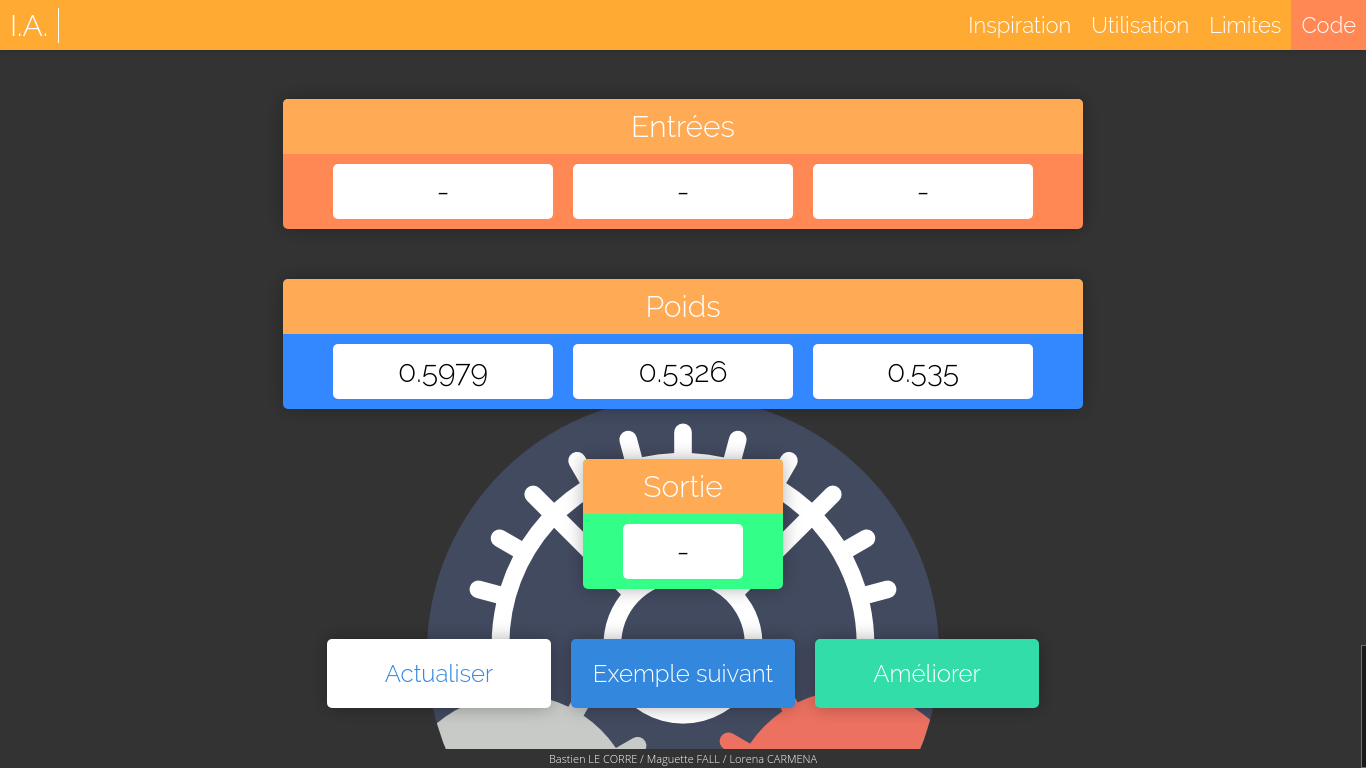 I.A.
Inspiration Utilisation Limites Code
Entrées
- - -
Poids
0.5979 0.5326 0.535
Sortie
-
Actualiser Exemple suivant Améliorer
Bastien LE CORRE / Maguette FALL / Lorena CARMENA